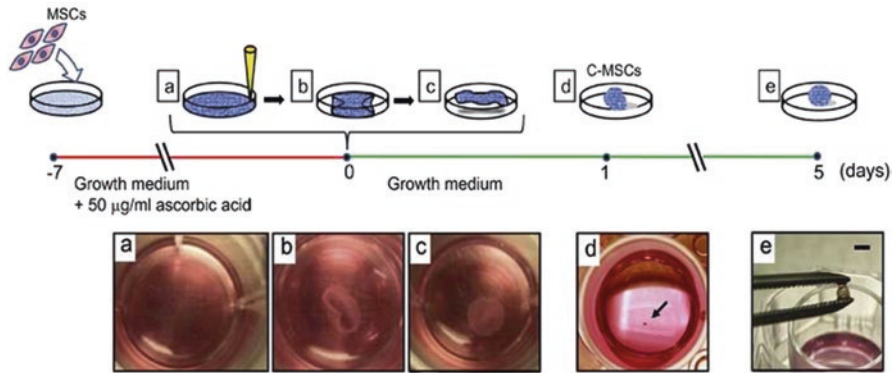 MSCs
a
b
c
d
C-MSCs
e
-7
0
1
5 (days)
Growth medium
+ 50 μg/ml ascorbic acid
Growth medium
a
b
c
d
e